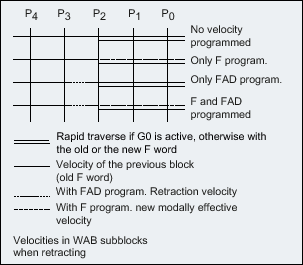 P4 P3 P2 P1 P0
No velocity
programmed
Only F program.
Only FAD program.
F and FAD
programmed
Rapid traverse if G0 is active, otherwise with
the old or the new F word
Velocity of the previous block
(old F word)
With FAD program. Retraction velocity
With F program. new modally effective
velocity
Velocities in WAB subblocks
when retracting